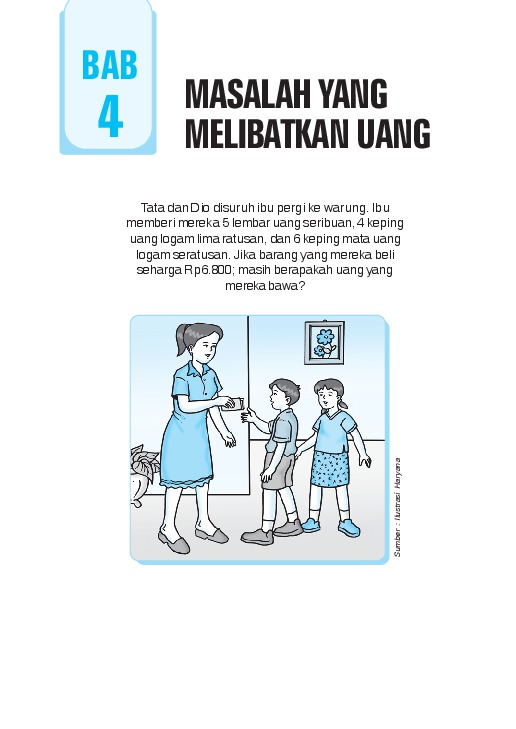 BAB
4
MASALAH YANG
MELIBATKAN UANG
Tata dan Dio disuruh ibu pergi ke warung. Ibu
memberi mereka 5 lembar uang seribuan, 4 keping
uang logam lima ratusan, dan 6 keping mata uang
logam seratusan. Jika barang yang mereka beli
seharga Rp6.800; masih berapakah uang yang
mereka bawa?
Sumber : Ilustrasi Haryana